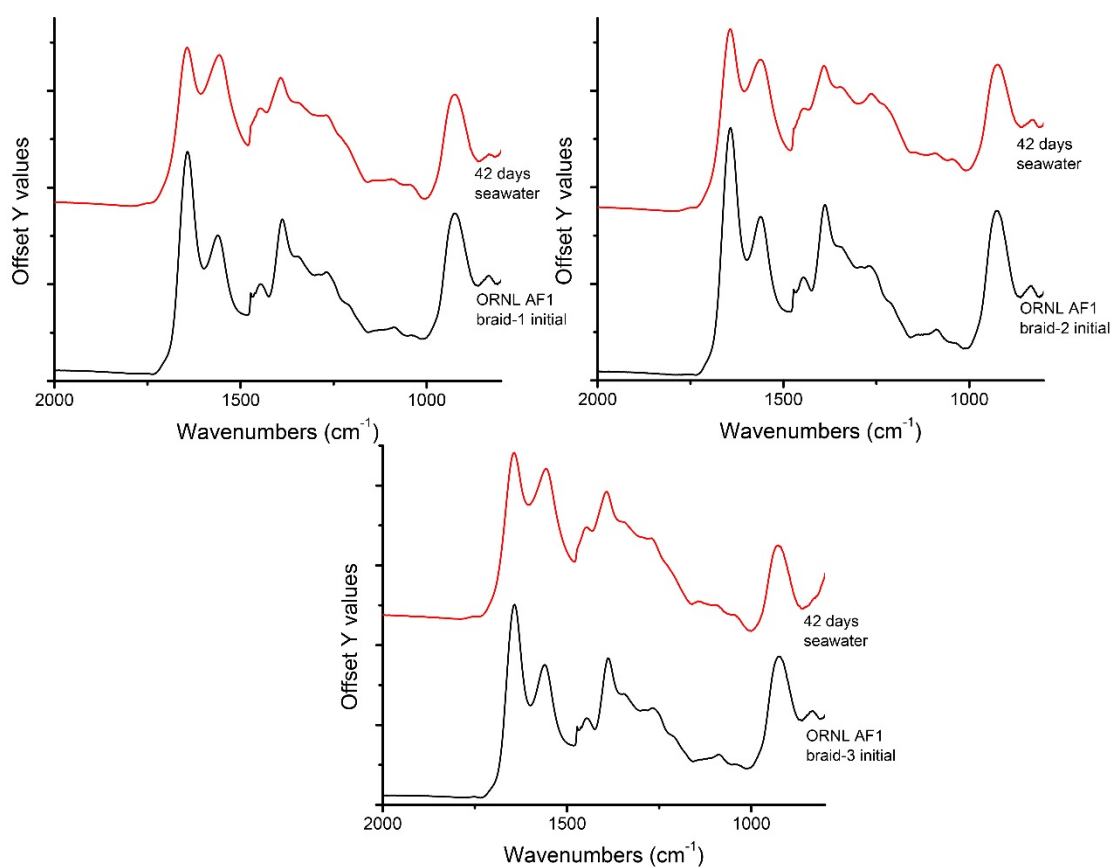 Offset Y values
42 days
seawater
ORNL AF1
braid-1 initial
2000
1500
1000
Wavenumbers (cm⁻¹)
Offset Y values
42 days
seawater
ORNL AF1
braid-2 initial
2000
1500
1000
Wavenumbers (cm⁻¹)
Offset Y values
42 days
seawater
ORNL AF1
braid-3 initial
2000
1500
1000
Wavenumbers (cm⁻¹)